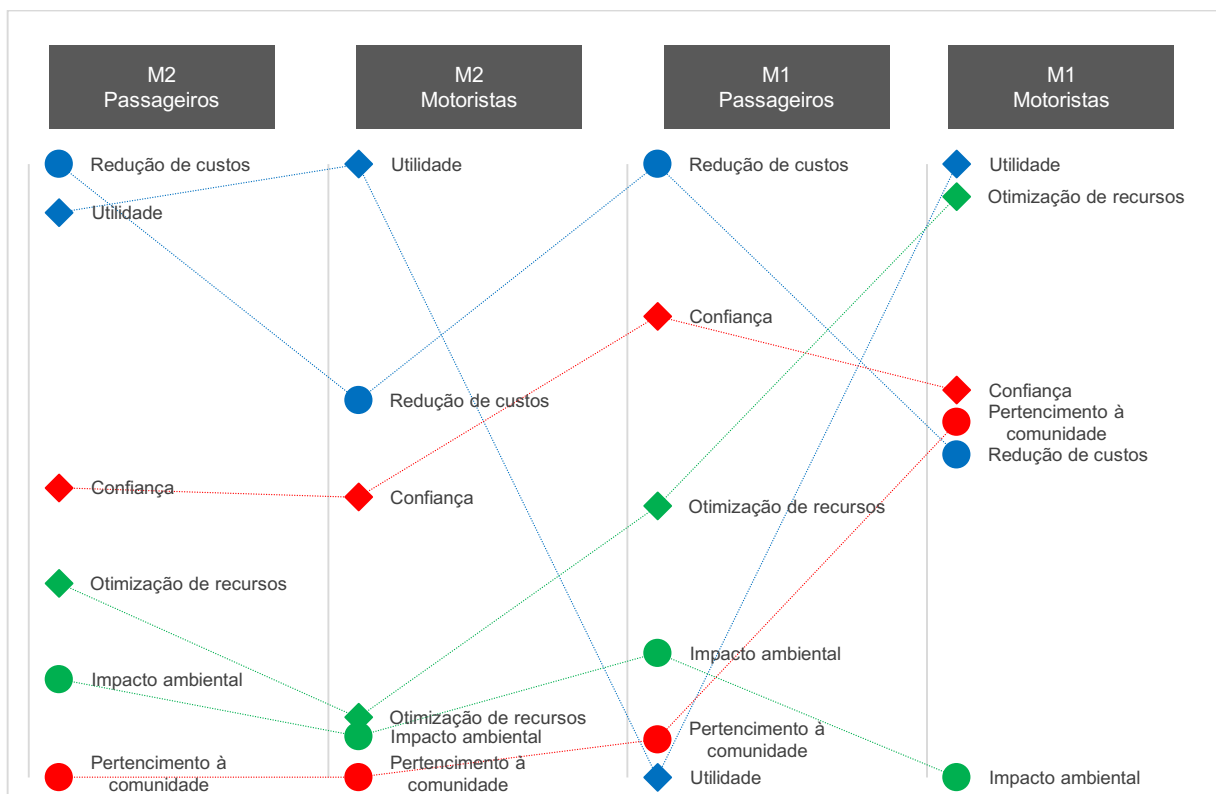 M2
Passageiros
M2
Motoristas
M1
Passageiros
M1
Motoristas
Redução de custos
Utilidade
Confiança
Otimização de recursos
Impacto ambiental
Pertencimento à
comunidade
Utilidade
Redução de custos
Confiança
Otimização de recursos
Impacto ambiental
Pertencimento à
comunidade
Redução de custos
Confiança
Otimização de recursos
Impacto ambiental
Pertencimento à
comunidade
Utilidade
Utilidade
Otimização de recursos
Confiança
Pertencimento à
comunidade
Redução de custos
Impacto ambiental